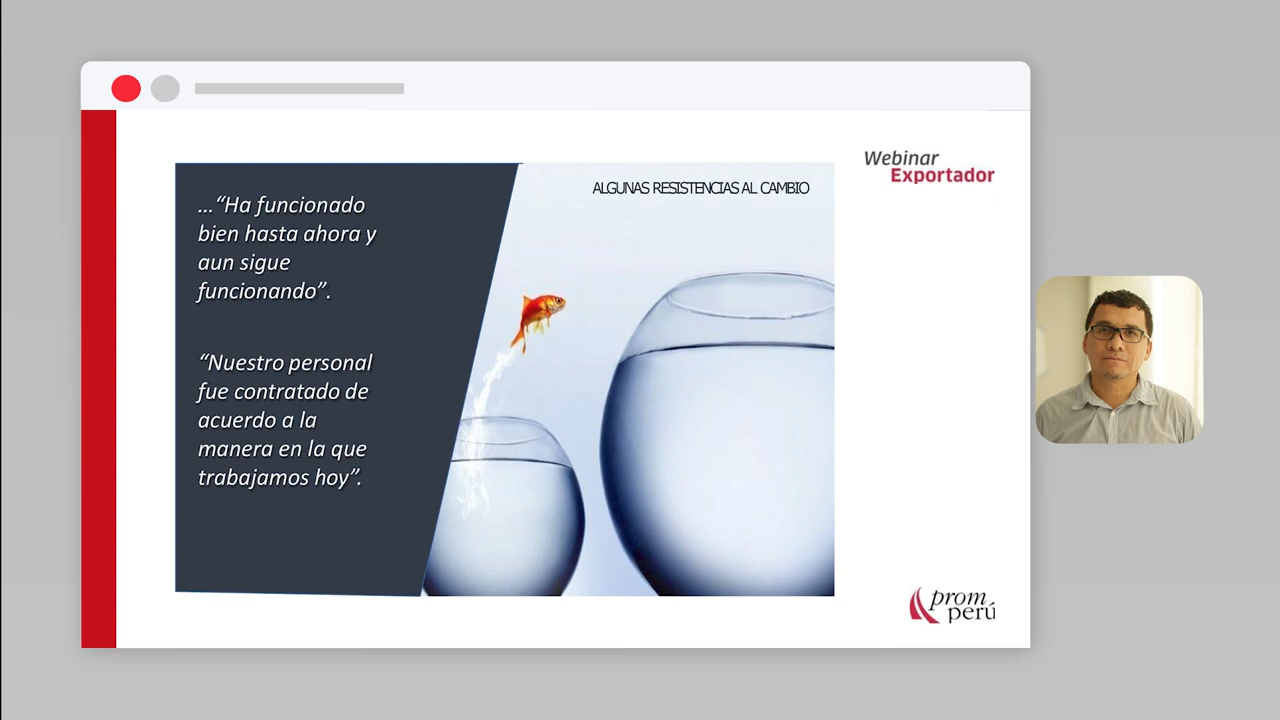 Webinar
Exportador
ALGUNAS RESISTENCIAS AL CAMBIO
...“Ha funcionado
bien hasta ahora y
aun sigue
funcionando”.
“Nuestro personal
fue contratado de
acuerdo a la
manera en la que
trabajamos hoy”.
prom
perú